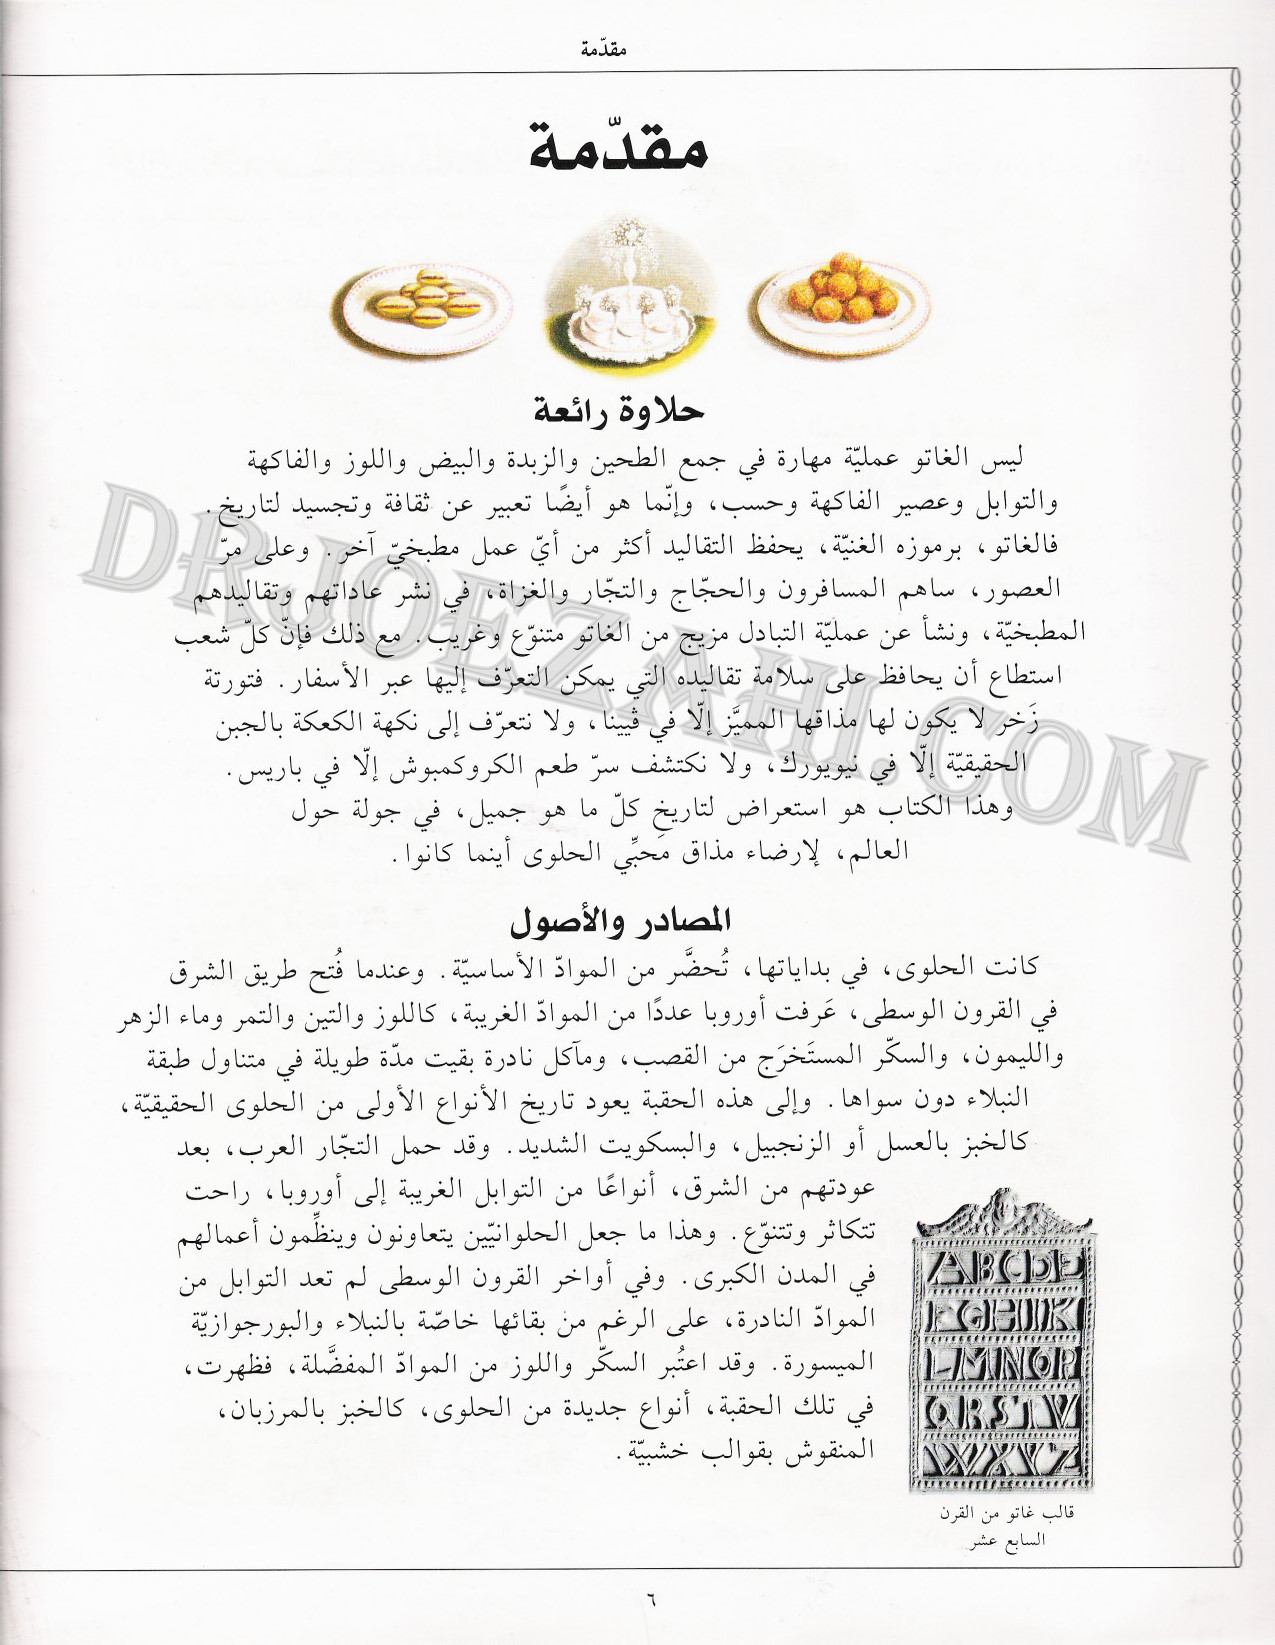 مقدّمة
مقدّمة
حلاوة رائعة
ليس الغاتو عمليّة مهارة في جمع الطحين والزبدة والبيض واللوز والفاكهة
والتوابل وعصير الفاكهة وحسب، وإنّما هو أيضًا تعبير عن ثقافة وتجسيد لتاريخ.
فالغاتو، برموزه الغنيّة، يحفظ التقاليد أكثر من أيّ عمل مطبخيّ آخر. وعلى مرّ
العصور، ساهم المسافرون والحجّاج والتجّار والغزاة، في نشر عاداتهم وتقاليدهم
المطبخيّة، ونشأ عن عمليّة التبادل مزيج من الغاتو متنوّع وغريب. مع ذلك فإنّ كلّ شعب
استطاع أن يحافظ على سلامة تقاليده التي يمكن التعرّف إليها عبر الأسفار. فتورتة
زَخر لا يكون لها مذاقها المميَّز إلّا في ڤيينا، ولا نتعرّف إلى نكهة الكعكة بالجبن
الحقيقيّة إلّا في نيويورك، ولا نكتشف سرّ طعم الكروكمبوش إلّا في باريس.
وهذا الكتاب هو استعراض لتاريخ كلّ ما هو جميل، في جولة حول
العالم، لإرضاء مذاق محبِّي الحلوى أينما كانوا.
المصادر والأصول
كانت الحلوى، في بداياتها، تُحضَّر من الموادّ الأساسيّة. وعندما فُتح طريق الشرق
في القرون الوسطى، عَرفت أوروبا عددًا من الموادّ الغريبة، كاللوز والتين والتمر وماء الزهر
والليمون، والسكّر المستَخرَج من القصب، ومآكل نادرة بقيت مدّة طويلة في متناول طبقة
النبلاء دون سواها. وإلى هذه الحقبة يعود تاريخ الأنواع الأولى من الحلوى الحقيقيّة،
كالخبز بالعسل أو الزنجبيل، والبسكويت الشديد. وقد حمل التجّار العرب، بعد
عودتهم من الشرق، أنواعًا من التوابل الغريبة إلى أوروبا، راحت
تتكاثر وتتنوّع. وهذا ما جعل الحلوانيّين يتعاونون وينظِّمون أعمالهم
في المدن الكبرى. وفي أواخر القرون الوسطى لم تعد التوابل من
الموادّ النادرة، على الرغم من بقائها خاصّة بالنبلاء والبورجوازيّة
الميسورة. وقد اعتُبر السكّر واللوز من الموادّ المفضَّلة، فظهرت،
في تلك الحقبة، أنواع جديدة من الحلوى، كالخبز بالمرزبان،
المنقوش بقوالب خشبيّة.
ABCDE
FGHIK
LMNOP
QRSTV
WXYZ
قالب غاتو من القرن
السابع عشر
٦
DRJOEZAHI.COM